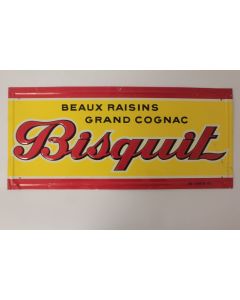 BEAUX RAISINS
GRAND COGNAC
Bisquit